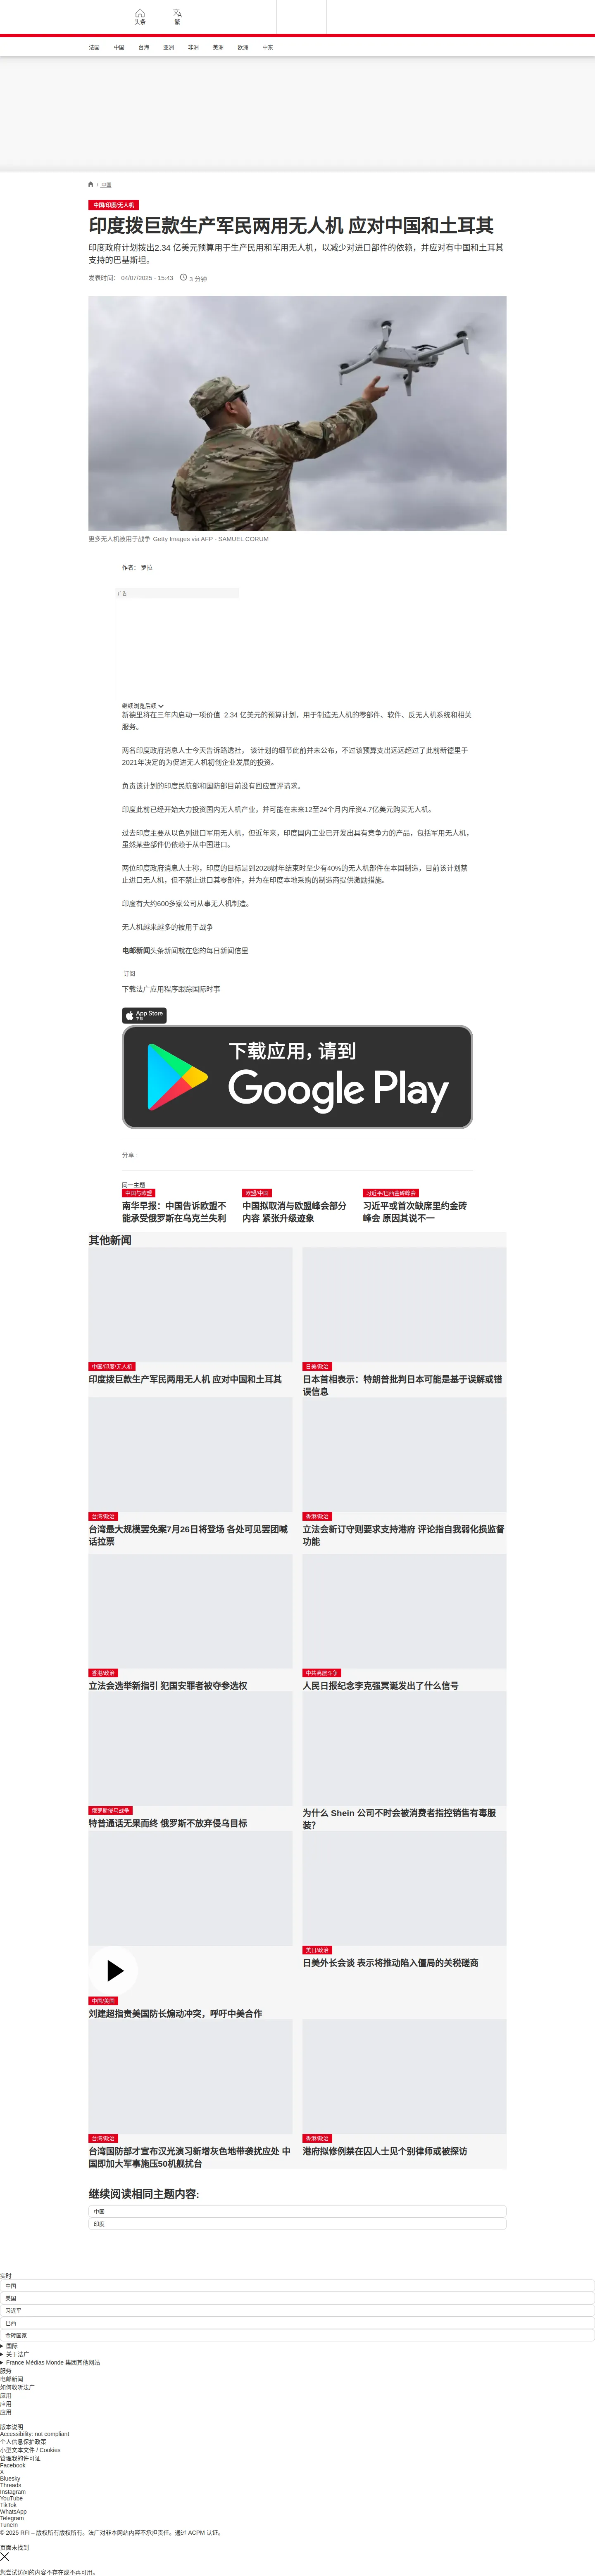 头条
繁
法国
中国
台海
亚洲
非洲
美洲
欧洲
中东
/ 中国
中国/印度/无人机
印度拨巨款生产军民两用无人机 应对中国和土耳其
印度政府计划拨出2.34 亿美元预算用于生产民用和军用无人机，以减少对进口部件的依赖，并应对有中国和土耳其
支持的巴基斯坦。
发表时间： 04/07/2025 - 15:43
3 分钟
更多无人机被用于战争 Getty Images via AFP - SAMUEL CORUM
作者： 罗拉
广告
继续浏览后续
新德里将在三年内启动一项价值 2.34 亿美元的预算计划，用于制造无人机的零部件、软件、反无人机系统和相关
服务。
两名印度政府消息人士今天告诉路透社， 该计划的细节此前并未公布，不过该预算支出远远超过了此前新德里于
2021年决定的为促进无人机初创企业发展的投资。
负责该计划的印度民航部和国防部目前没有回应置评请求。
印度此前已经开始大力投资国内无人机产业，并可能在未来12至24个月内斥资4.7亿美元购买无人机。
过去印度主要从以色列进口军用无人机，但近年来，印度国内工业已开发出具有竞争力的产品，包括军用无人机，
虽然某些部件仍依赖于从中国进口。
两位印度政府消息人士称，印度的目标是到2028财年结束时至少有40%的无人机部件在本国制造，目前该计划禁
止进口无人机，但不禁止进口其零部件，并为在印度本地采购的制造商提供激励措施。
印度有大约600多家公司从事无人机制造。
无人机越来越多的被用于战争
电邮新闻头条新闻就在您的每日新闻信里
订阅
下载法广应用程序跟踪国际时事
App Store
下载
下载应用，请到
Google Play
分享 :
同一主题
中国与欧盟
南华早报：中国告诉欧盟不
能承受俄罗斯在乌克兰失利
欧盟/中国
中国拟取消与欧盟峰会部分
内容 紧张升级迹象
习近平/巴西金砖峰会
习近平或首次缺席里约金砖
峰会 原因其说不一
其他新闻
中国/印度/无人机
印度拨巨款生产军民两用无人机 应对中国和土耳其
日美/政治
日本首相表示：特朗普批判日本可能是基于误解或错
误信息
台湾/政治
台湾最大规模罢免案7月26日将登场 各处可见罢团喊
话拉票
香港/政治
立法会新订守则要求支持港府 评论指自我弱化损监督
功能
香港/政治
立法会选举新指引 犯国安罪者被夺参选权
中共高层斗争
人民日报纪念李克强冥诞发出了什么信号
俄罗斯侵乌战争
特普通话无果而终 俄罗斯不放弃侵乌目标
为什么 Shein 公司不时会被消费者指控销售有毒服
装？
中国/美国
刘建超指责美国防长煽动冲突，呼吁中美合作
美日/政治
日美外长会谈 表示将推动陷入僵局的关税磋商
台湾/政治
台湾国防部才宣布汉光演习新增灰色地带袭扰应处 中
国即加大军事施压50机舰扰台
香港/政治
港府拟修例禁在囚人士见个别律师或被探访
继续阅读相同主题内容:
中国
印度
实时
中国
美国
习近平
巴西
金砖国家
国际
关于法广
France Médias Monde 集团其他网站
服务
电邮新闻
如何收听法广
应用
应用
应用
版本说明
Accessibility: not compliant
个人信息保护政策
小型文本文件 / Cookies
管理我的许可证
Facebook
X
Bluesky
Threads
Instagram
YouTube
TikTok
WhatsApp
Telegram
TuneIn
© 2025 RFI – 版权所有版权所有。法广对非本网站内容不承担责任。通过 ACPM 认证。
页面未找到
您尝试访问的内容不存在或不再可用。